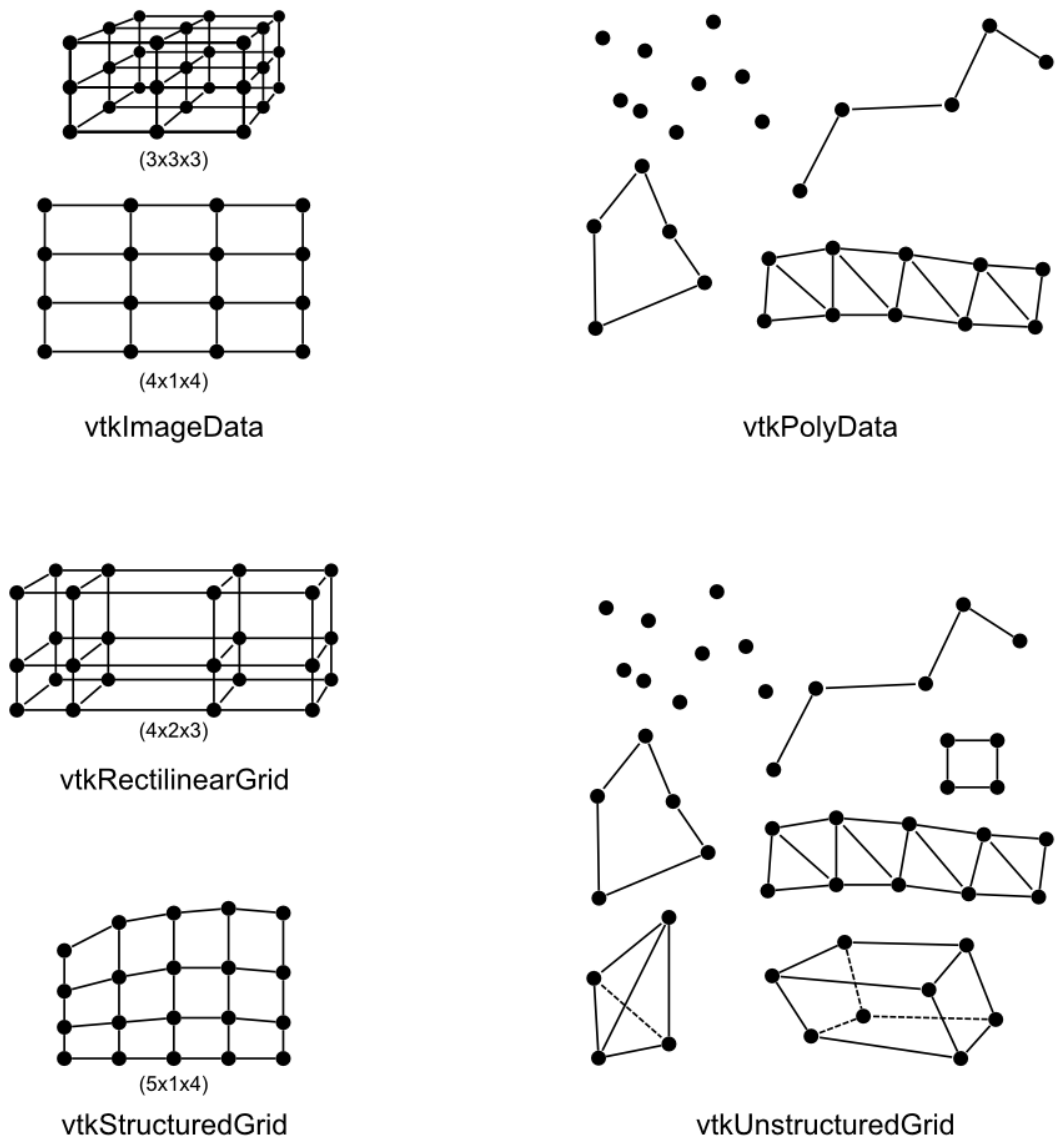 (3x3x3)
(4x1x4)
vtkImageData
vtkPolyData
(4x2x3)
vtkRectilinearGrid
(5x1x4)
vtkStructuredGrid
vtkUnstructuredGrid